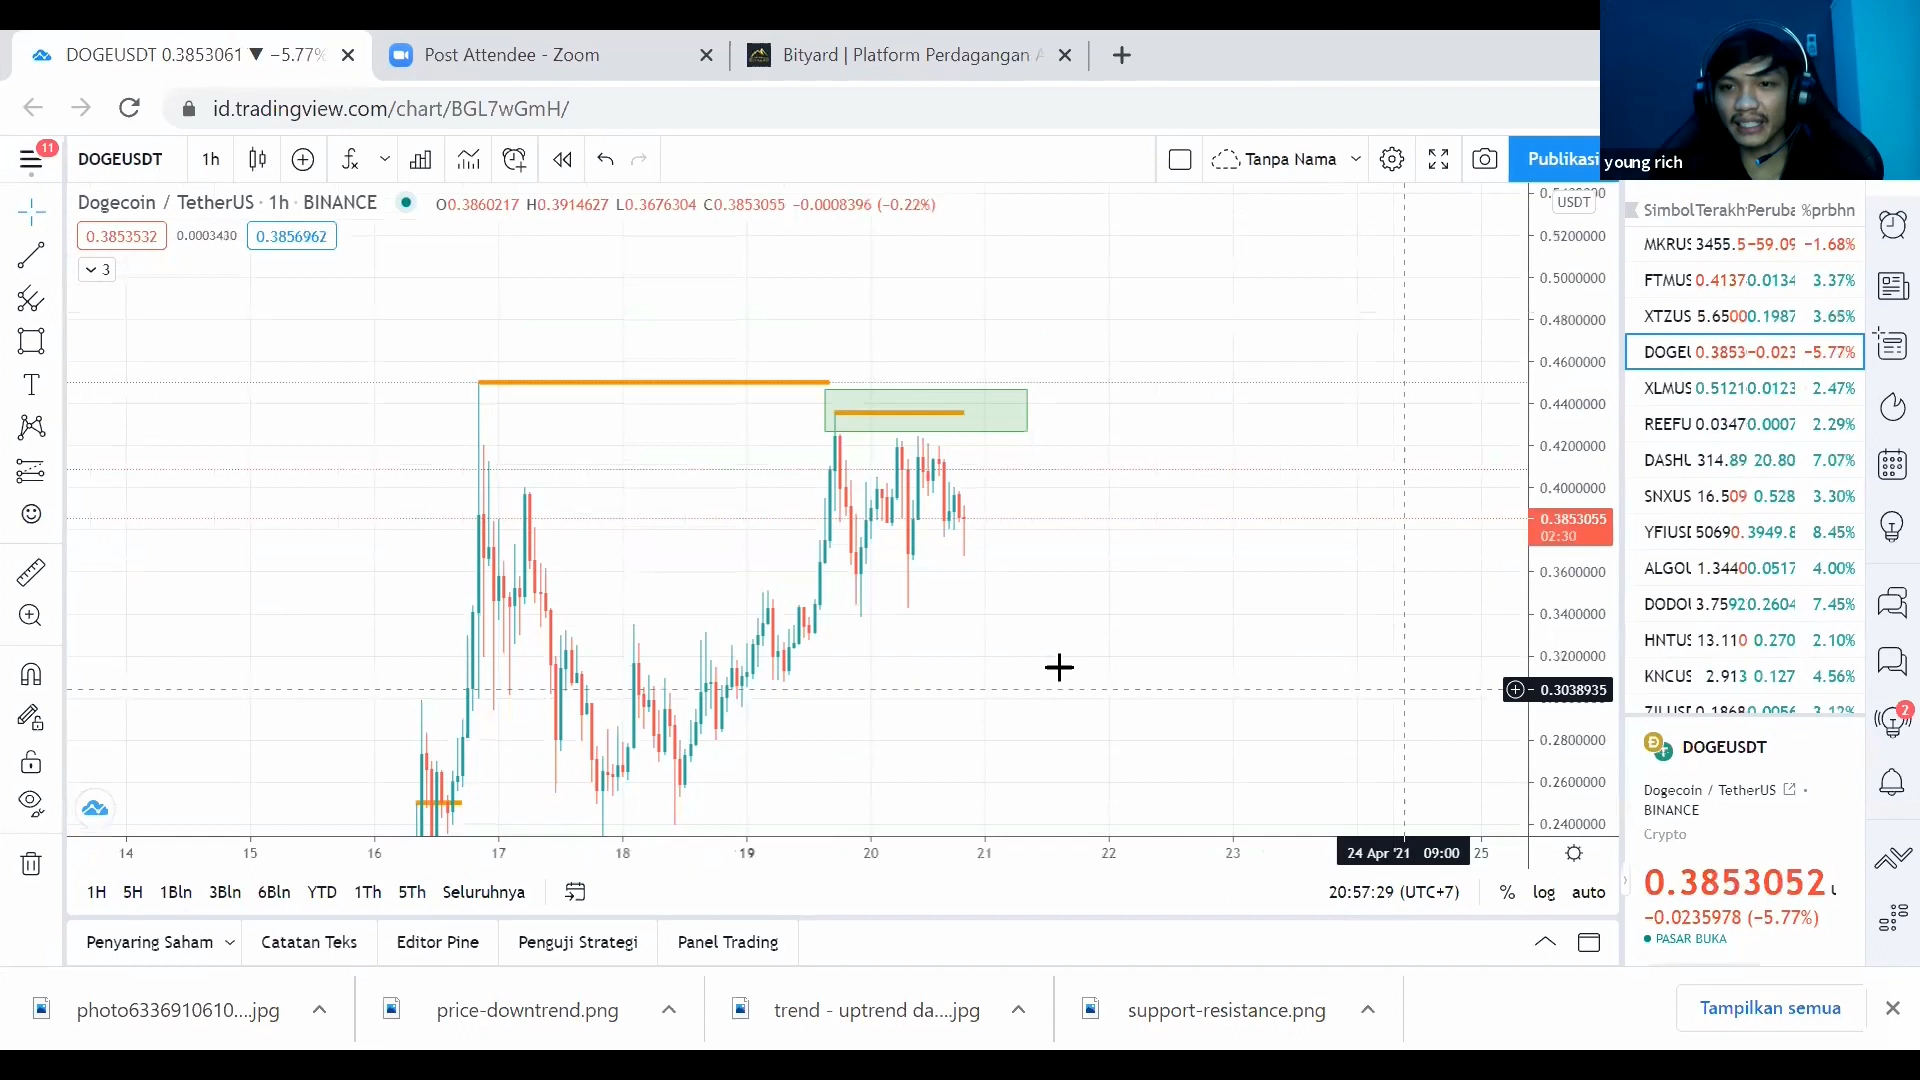 DOGEUSDT 0.3853061 ▼ −5.77%
Post Attendee - Zoom
Bityard | Platform Perdagangan A
id.tradingview.com/chart/BGL7wGmH/
young rich
11
DOGEUSDT
1h
Tanpa Nama
Publikasi
Dogecoin / TetherUS · 1h · BINANCE
O0.3860217 H0.3914627 L0.3676304 C0.3853055 −0.0008396 (−0.22%)
0.3853532
0.0003430
0.3856962
3
USDT
0.5200000
0.5000000
0.4800000
0.4600000
0.4400000
0.4200000
0.4000000
0.3853055
02:30
0.3600000
0.3400000
0.3200000
0.3038935
0.2800000
0.2600000
0.2400000
14 15 16 17 18 19 20 21 22 23 24 Apr '21 09:00 25
1H 5H 1Bln 3Bln 6Bln YTD 1Th 5Th Seluruhnya
20:57:29 (UTC+7)
% log auto
Penyaring Saham
Catatan Teks
Editor Pine
Penguji Strategi
Panel Trading
Simbol Terakh Peruba %prbhn
MKRUS 3455.5 −59.09 −1.68%
FTMUS 0.4137 0.0134 3.37%
XTZUS 5.6500 0.1987 3.65%
DOGEU 0.3853 −0.023 −5.77%
XLMUS 0.5121 0.0123 2.47%
REEFU 0.0347 0.0007 2.29%
DASHU 314.89 20.80 7.07%
SNXUS 16.509 0.528 3.30%
YFIUSD 50690. 3949.8 8.45%
ALGOU 1.3440 0.0517 4.00%
DODOU 3.7592 0.2604 7.45%
HNTUS 13.110 0.270 2.10%
KNCUS 2.913 0.127 4.56%
2
DOGEUSDT
Dogecoin / TetherUS
BINANCE
Crypto
0.3853052
−0.0235978 (−5.77%)
PASAR BUKA
photo6336910610....jpg
price-downtrend.png
trend - uptrend da....jpg
support-resistance.png
Tampilkan semua